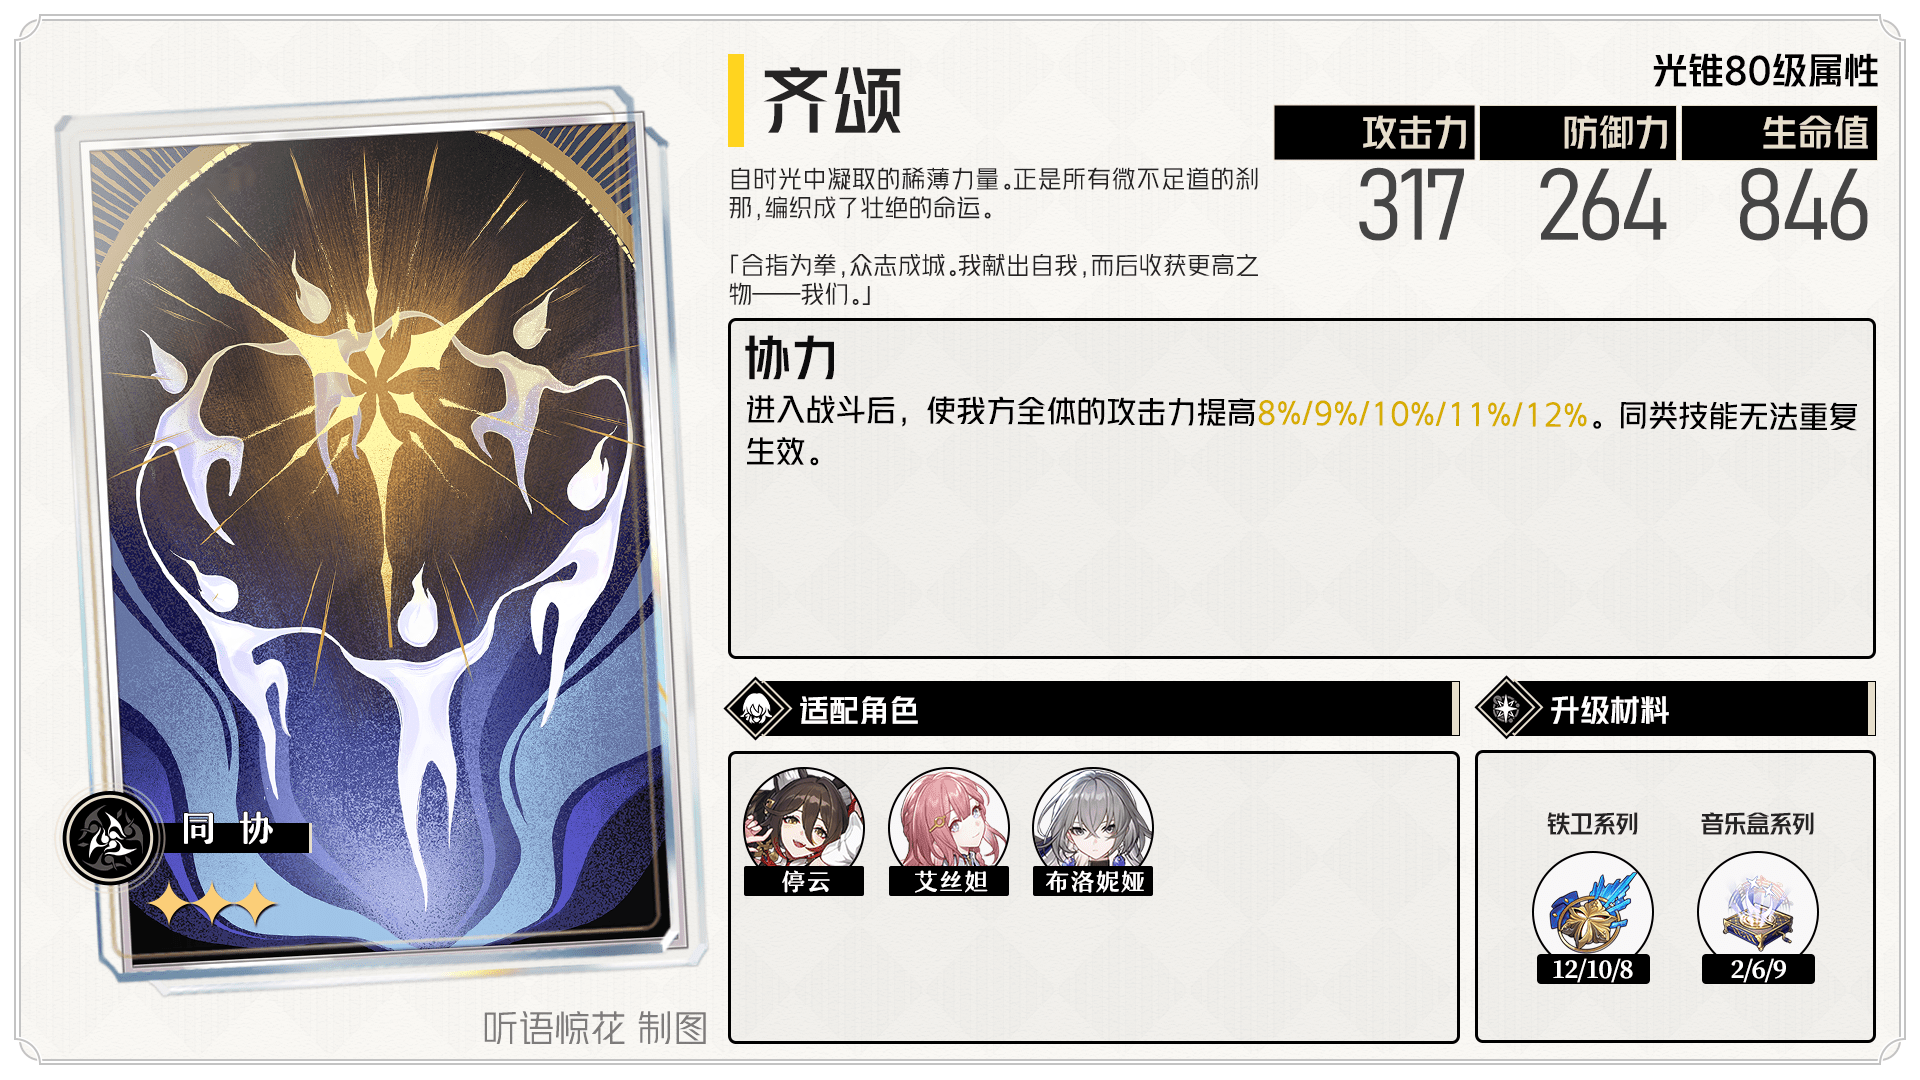 齐颂
自时光中凝取的稀薄力量。正是所有微不足道的刹
那，编织成了壮绝的命运。
「合指为拳，众志成城。我献出自我，而后收获更高之
物——我们。」
光锥80级属性
攻击力 防御力 生命值
317 264 846
协力
进入战斗后，使我方全体的攻击力提高8%/9%/10%/11%/12%。同类技能无法重复
生效。
同 协
适配角色
停云 艾丝妲 布洛妮娅
升级材料
铁卫系列 音乐盒系列
12/10/8 2/6/9
听语惊花 制图